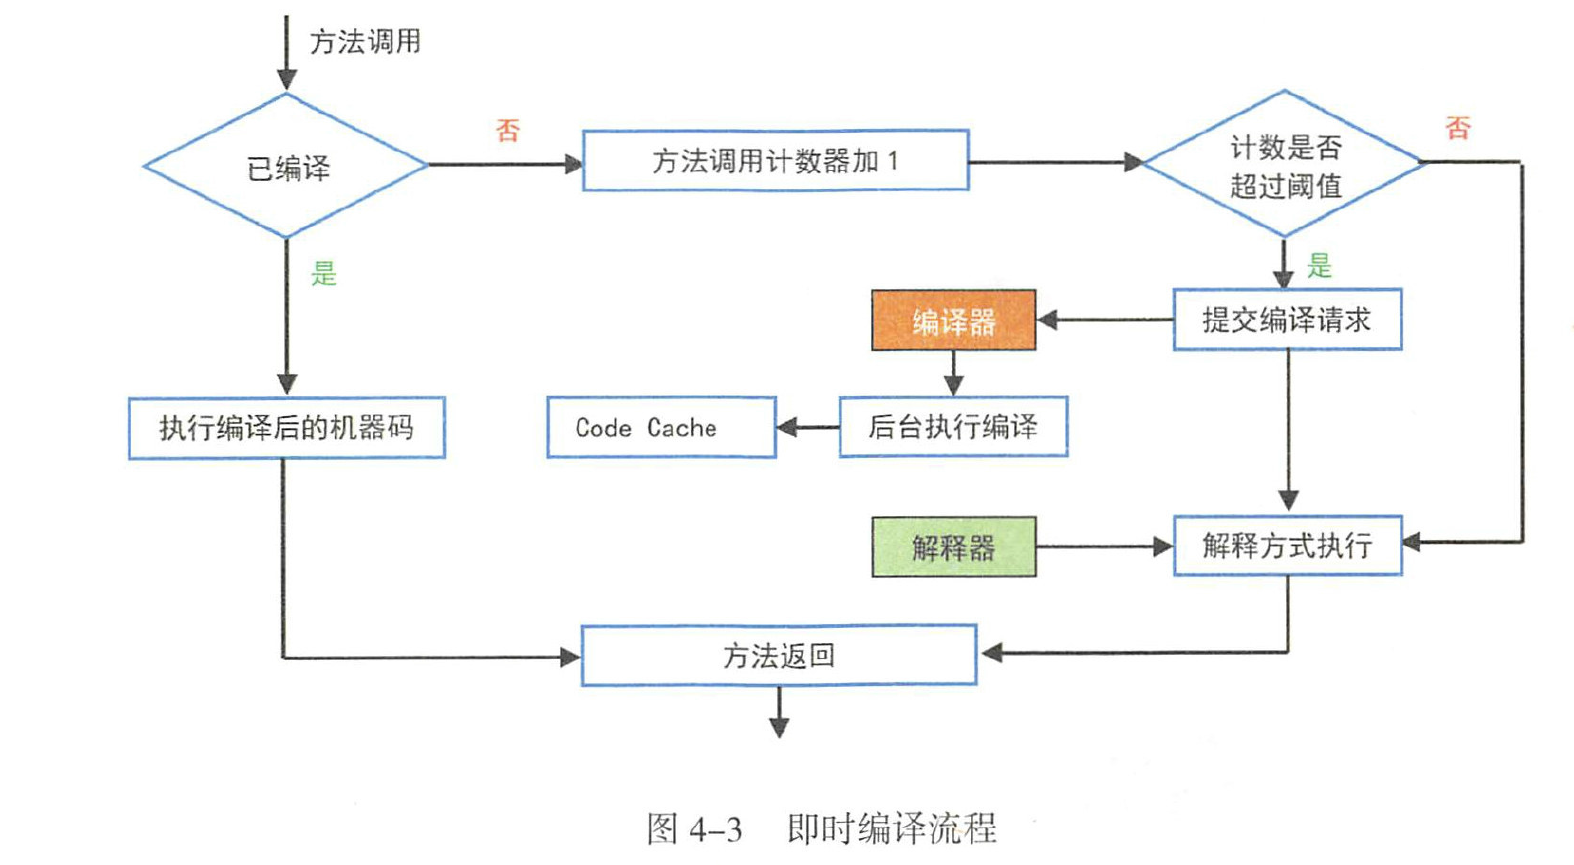 方法调用
已编译
否
方法调用计数器加 1
计数是否
超过阈值
否
是
是
编译器
提交编译请求
执行编译后的机器码
Code Cache
后台执行编译
解释器
解释方式执行
方法返回
图 4-3 即时编译流程